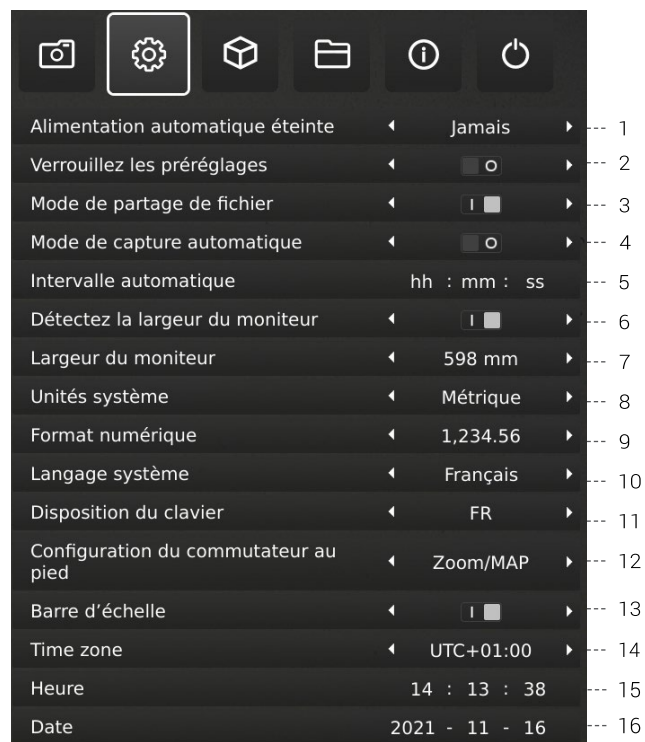 Alimentation automatique éteinte Jamais 1
Verrouillez les préréglages O 2
Mode de partage de fichier I 3
Mode de capture automatique O 4
Intervalle automatique hh : mm : ss 5
Détectez la largeur du moniteur I 6
Largeur du moniteur 598 mm 7
Unités système Métrique 8
Format numérique 1,234.56 9
Langage système Français 10
Disposition du clavier FR 11
Configuration du commutateur au
pied Zoom/MAP 12
Barre d’échelle I 13
Time zone UTC+01:00 14
Heure 14 : 13 : 38 15
Date 2021 - 11 - 16 16